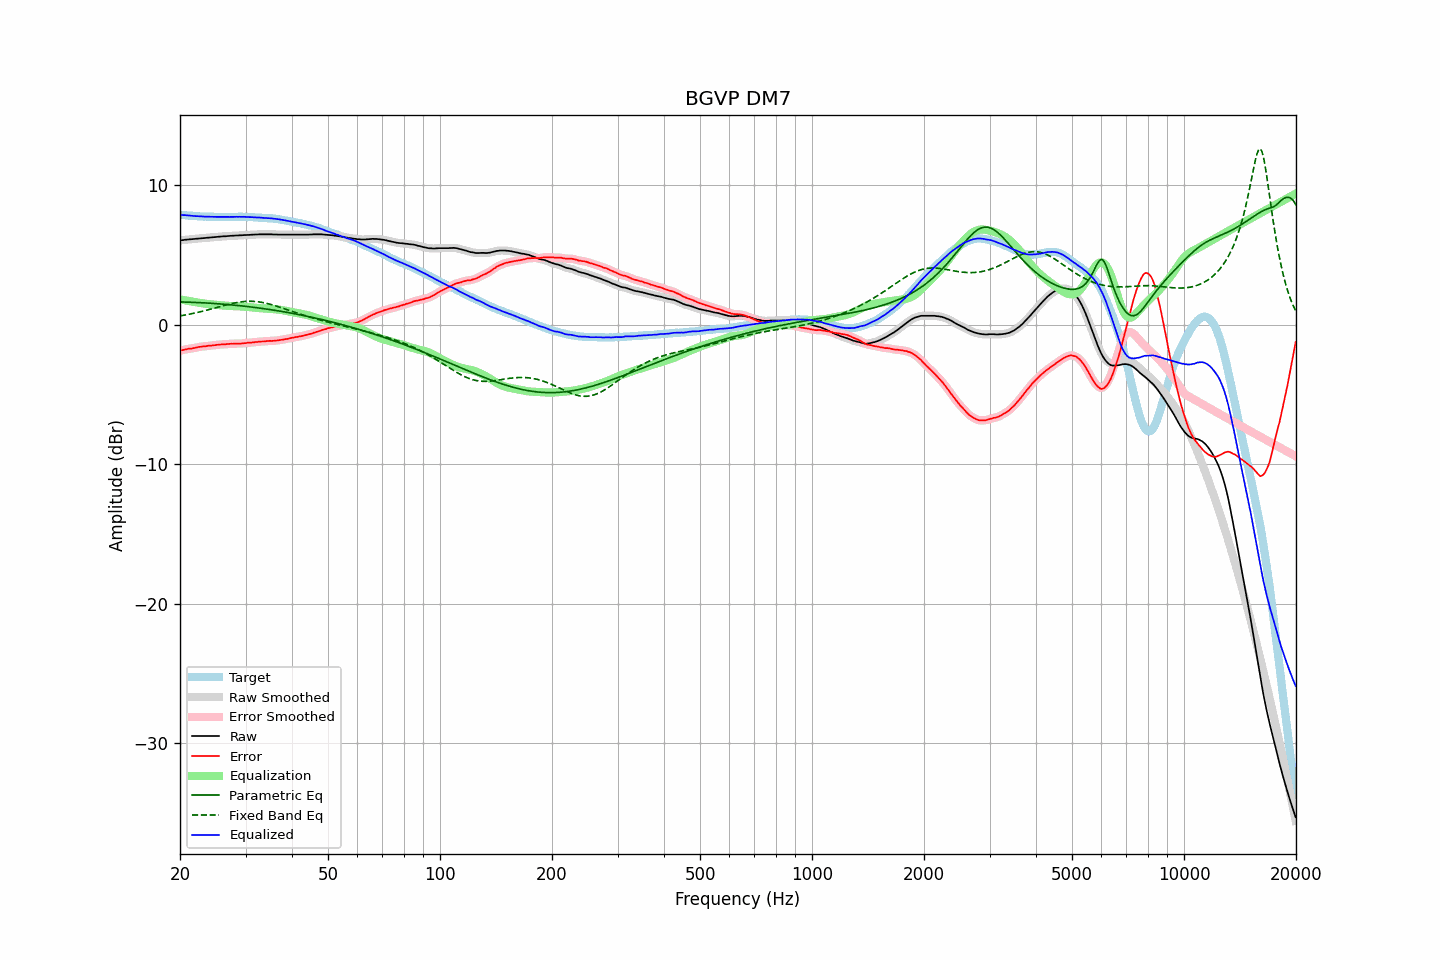 BGVP DM7
Amplitude (dBr)
10
0
−10
−20
−30
Target
Raw Smoothed
Error Smoothed
Raw
Error
Equalization
Parametric Eq
Fixed Band Eq
Equalized
20 50 100 200 500 1000 2000 5000 10000 20000
Frequency (Hz)